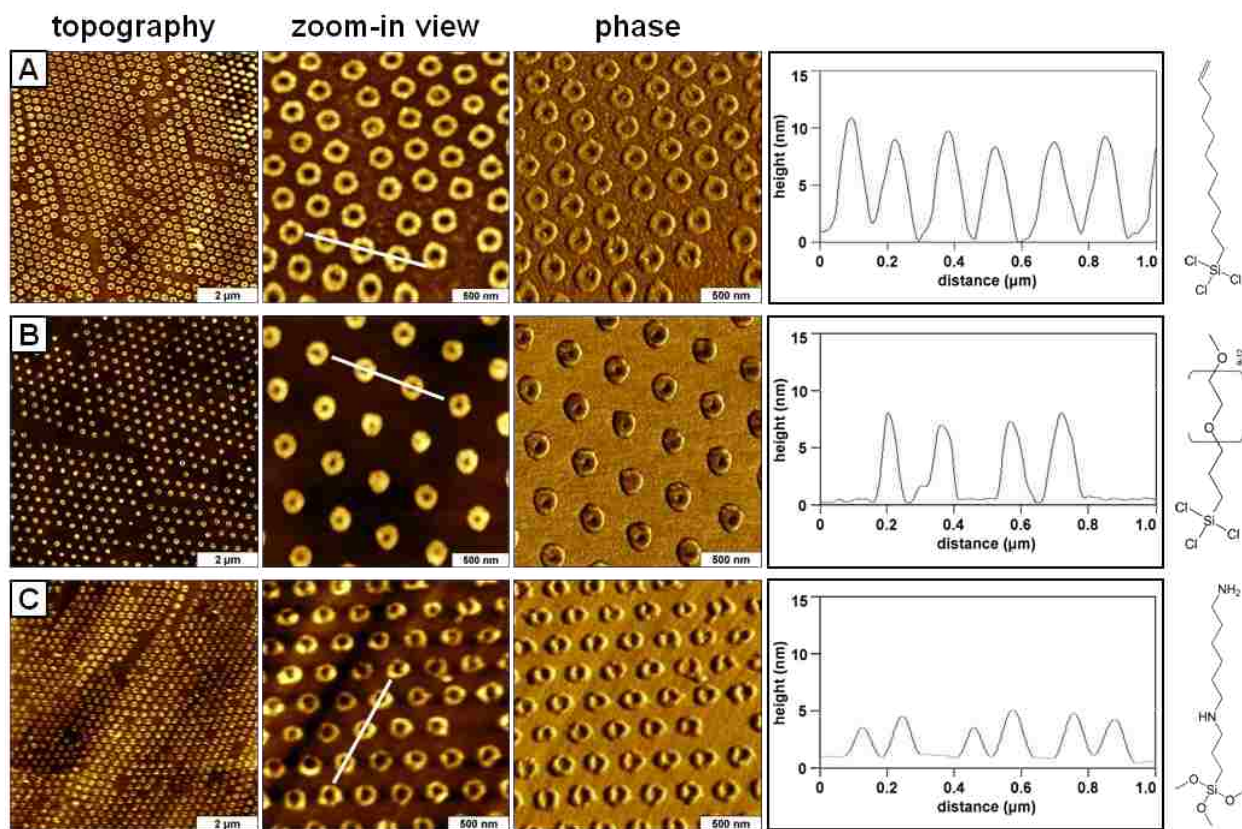 topography zoom-in view phase
A
2 µm
500 nm
500 nm
15
10
5
0
height (nm)
0 0.2 0.4 0.6 0.8 1.0
distance (µm)
Cl
Si
Cl
Cl
B
2 µm
500 nm
500 nm
15
10
5
0
height (nm)
0 0.2 0.4 0.6 0.8 1.0
distance (µm)
O
O
Cl
Si
Cl
Cl
C
2 µm
500 nm
500 nm
15
10
5
0
height (nm)
0 0.2 0.4 0.6 0.8 1.0
distance (µm)
NH2
HN
Si
O
O
O